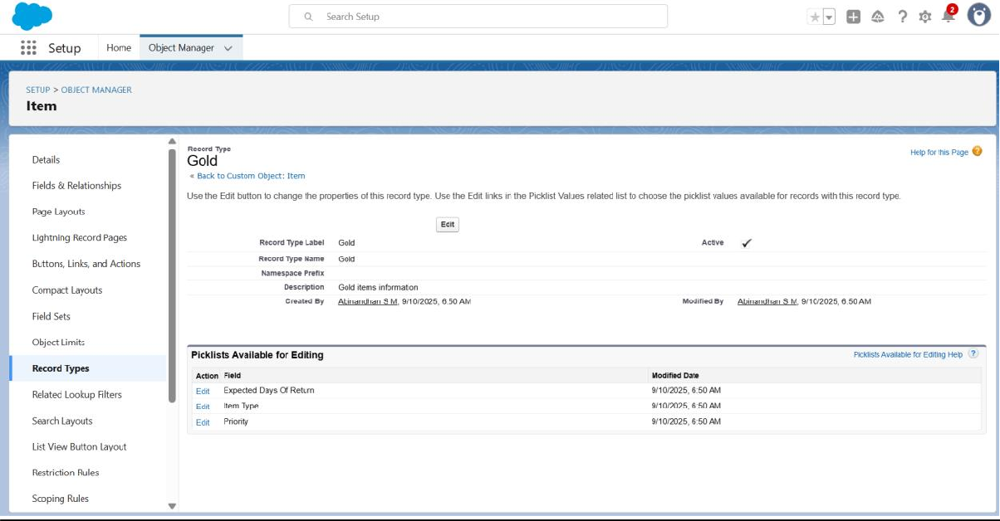 Search Setup
2
Setup
Home
Object Manager
SETUP > OBJECT MANAGER
Item
Details
Fields & Relationships
Page Layouts
Lightning Record Pages
Buttons, Links, and Actions
Compact Layouts
Field Sets
Object Limits
Record Types
Related Lookup Filters
Search Layouts
List View Button Layout
Restriction Rules
Scoping Rules
Record Type
Gold
Help for this Page ?
« Back to Custom Object: Item
Use the Edit button to change the properties of this record type. Use the Edit links in the Picklist Values related list to choose the picklist values available for records with this record type.
Edit
Record Type Label Gold Active ✓
Record Type Name Gold
Namespace Prefix
Description Gold items information
Created By Abinandhan S M, 9/10/2025, 6:50 AM Modified By Abinandhan S M, 9/10/2025, 6:50 AM
Picklists Available for Editing Picklists Available for Editing Help ?
Action Field Modified Date
Edit Expected Days Of Return 9/10/2025, 6:50 AM
Edit Item Type 9/10/2025, 6:50 AM
Edit Priority 9/10/2025, 6:50 AM